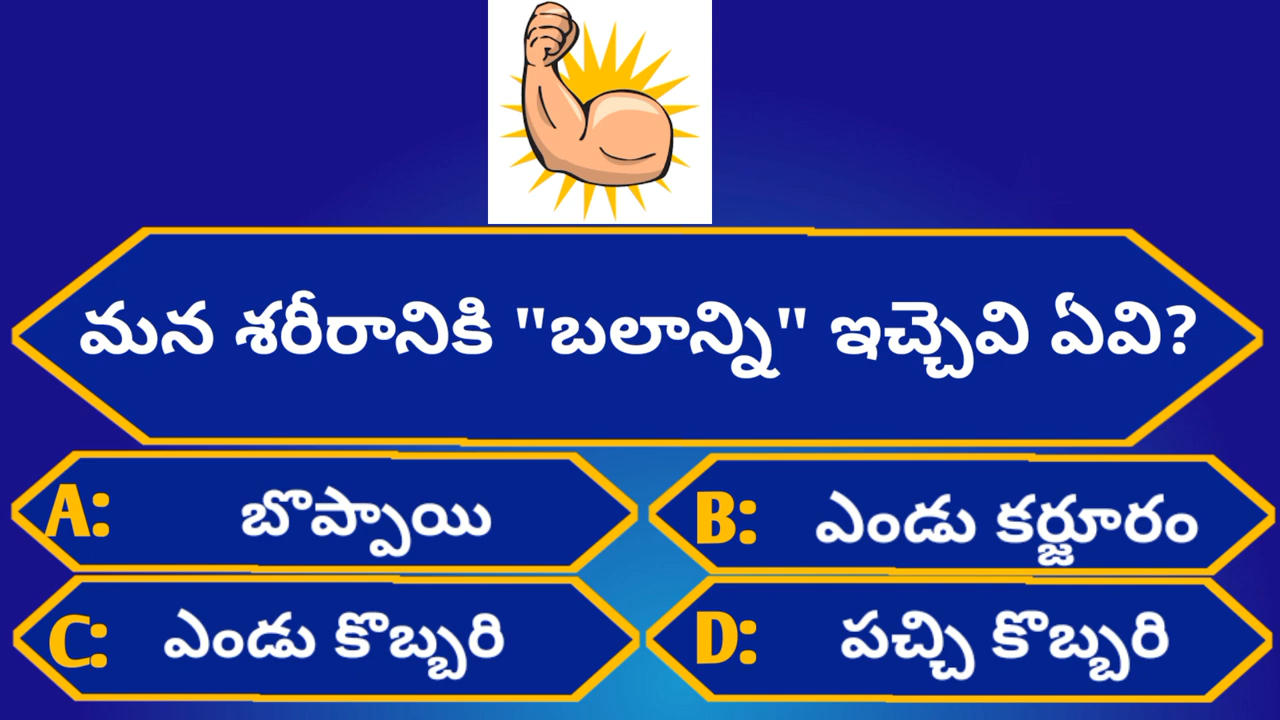 మన శరీరానికి "బలాన్ని" ఇచ్చెవి ఏవి?
A: బొప్పాయి
B: ఎండు కర్జూరం
C: ఎండు కొబ్బరి
D: పచ్చి కొబ్బరి